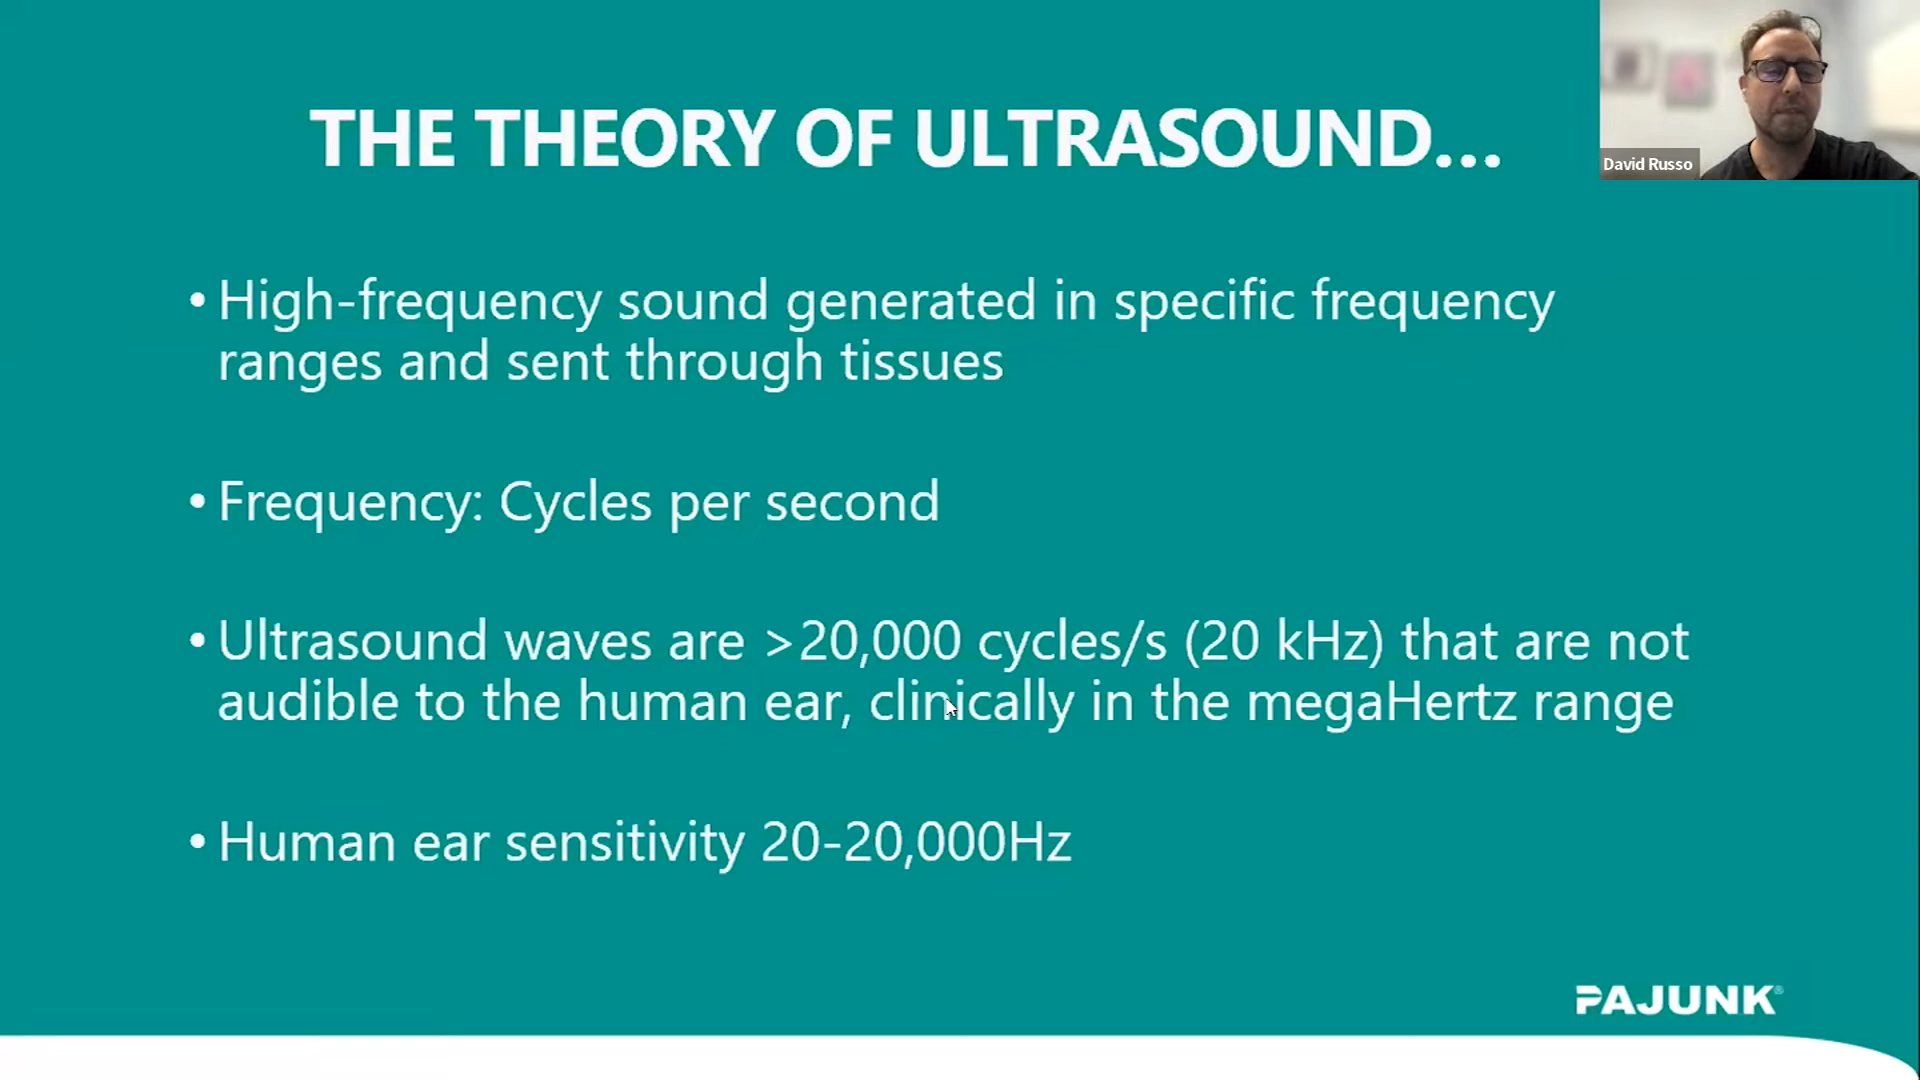 THE THEORY OF ULTRASOUND...
David Russo
• High-frequency sound generated in specific frequency
ranges and sent through tissues
• Frequency: Cycles per second
• Ultrasound waves are >20,000 cycles/s (20 kHz) that are not
audible to the human ear, clinically in the megaHertz range
• Human ear sensitivity 20-20,000Hz
PAJUNK®